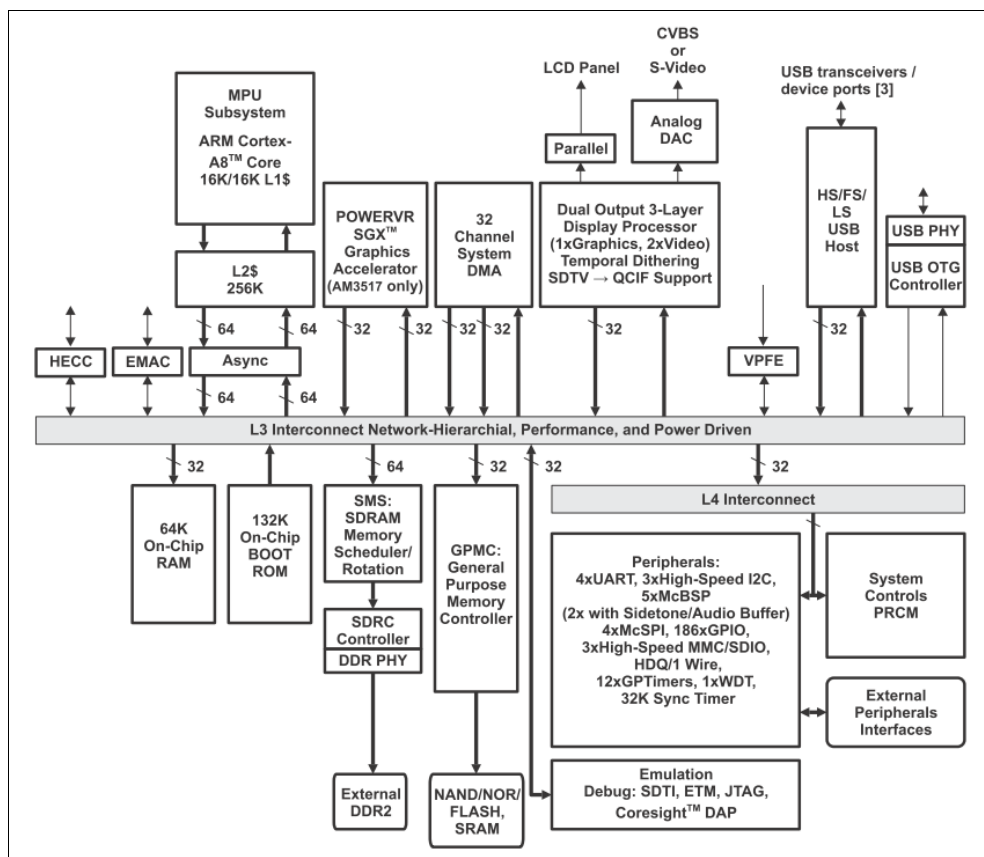 CVBS
or
S-Video
LCD Panel
USB transceivers /
device ports [3]
MPU
Subsystem
ARM Cortex-
A8™ Core
16K/16K L1$
Parallel
Analog
DAC
POWERVR
SGX™
Graphics
Accelerator
(AM3517 only)
32
Channel
System
DMA
Dual Output 3-Layer
Display Processor
(1xGraphics, 2xVideo)
Temporal Dithering
SDTV → QCIF Support
HS/FS/
LS
USB
Host
USB PHY
USB OTG
Controller
L2$
256K
64
64
32
32
32
32
32
32
HECC
EMAC
Async
VPFE
64
64
L3 Interconnect Network-Hierarchial, Performance, and Power Driven
32
64
32
32
32
64K
On-Chip
RAM
132K
On-Chip
BOOT
ROM
SMS:
SDRAM
Memory
Scheduler/
Rotation
SDRC
Controller
DDR PHY
GPMC:
General
Purpose
Memory
Controller
L4 Interconnect
Peripherals:
4xUART, 3xHigh-Speed I2C,
5xMcBSP
(2x with Sidetone/Audio Buffer)
4xMcSPI, 186xGPIO,
3xHigh-Speed MMC/SDIO,
HDQ/1 Wire,
12xGPTimers, 1xWDT,
32K Sync Timer
System
Controls
PRCM
External
Peripherals
Interfaces
External
DDR2
NAND/NOR/
FLASH,
SRAM
Emulation
Debug: SDTI, ETM, JTAG,
Coresight™ DAP